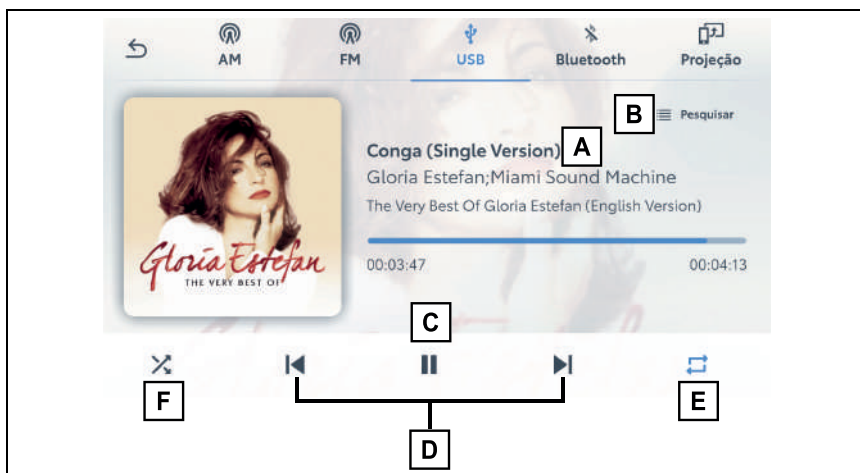 AM FM USB Bluetooth Projeção
B Pesquisar
Conga (Single Version) A
Gloria Estefan;Miami Sound Machine
The Very Best Of Gloria Estefan (English Version)
Gloria Estefan
THE VERY BEST OF
00:03:47 00:04:13
C
F E
D